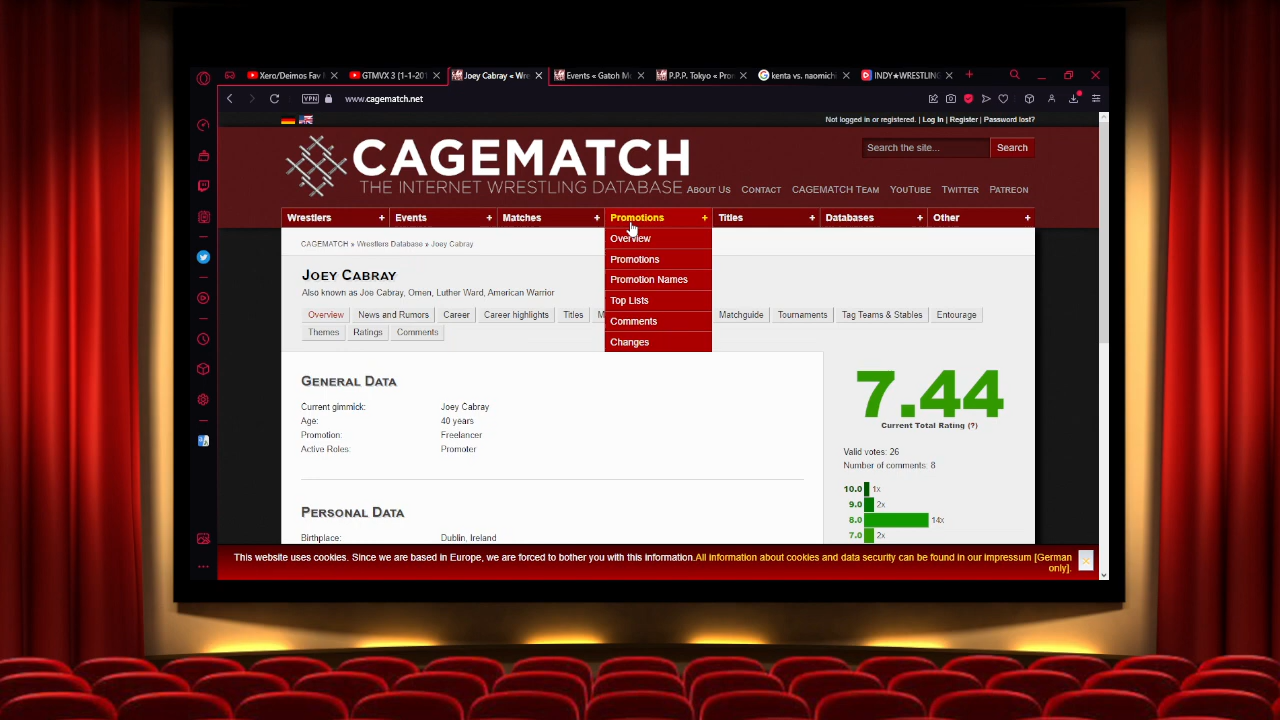 Xero/Deimos Fav
GTMVX 3 (1-1-201
Joey Cabray « Wre
Events « Gatoh M
P.P.P. Tokyo « Pro
kenta vs. naomichi
INDY★WRESTLING
VPN
www.cagematch.net
Not logged in or registered. | Log In | Register | Password lost?
CAGEMATCH
THE INTERNET WRESTLING DATABASE
Search the site...
Search
About Us
Contact
CAGEMATCH Team
YouTube
Twitter
Patreon
Wrestlers +
Events +
Matches +
Promotions +
Titles +
Databases +
Other +
Overview
Promotions
Promotion Names
Top Lists
Comments
Changes
CAGEMATCH » Wrestlers Database » Joey Cabray
Joey Cabray
Also known as Joe Cabray, Omen, Luther Ward, American Warrior
Overview
News and Rumors
Career
Career highlights
Titles
M
Matchguide
Tournaments
Tag Teams & Stables
Entourage
Themes
Ratings
Comments
General Data
Current gimmick: Joey Cabray
Age: 40 years
Promotion: Freelancer
Active Roles: Promoter
Personal Data
Birthplace: Dublin, Ireland
7.44
Current Total Rating (?)
Valid votes: 26
Number of comments: 8
10.0 1x
9.0 2x
8.0 14x
7.0 2x
This website uses cookies. Since we are based in Europe, we are forced to bother you with this information.All information about cookies and data security can be found in our impressum [German
only].